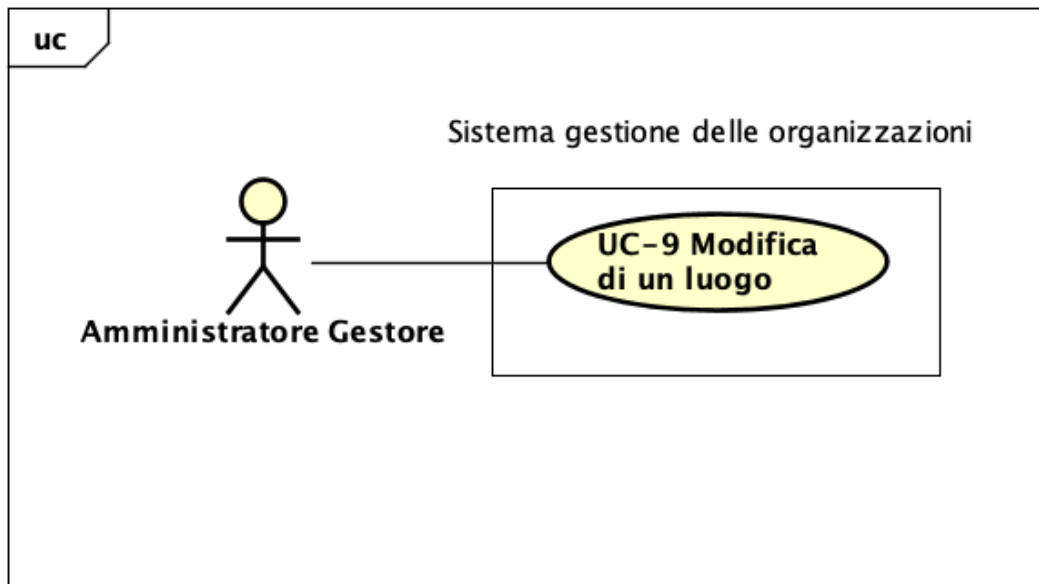 uc
Sistema gestione delle organizzazioni
UC-9 Modifica
di un luogo
Amministratore Gestore